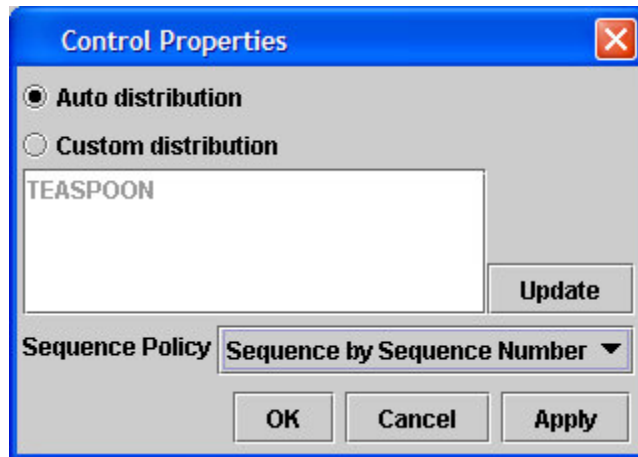 Control Properties
Auto distribution
Custom distribution
TEASPOON
Update
Sequence Policy Sequence by Sequence Number
OK Cancel Apply